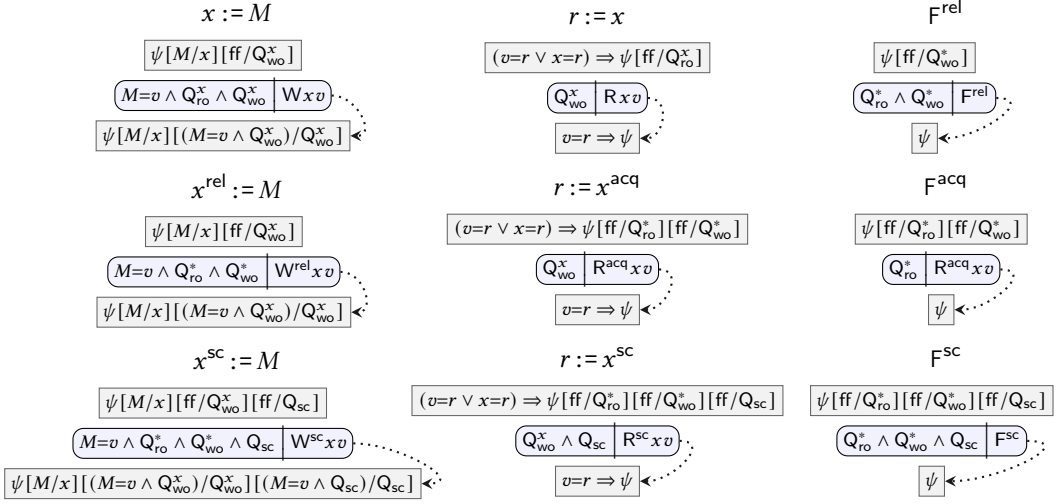 x := M
ψ[M/x][ff/Q^x_wo]
M=v ∧ Q^x_ro ∧ Q^x_wo | W x v
ψ[M/x][(M=v ∧ Q^x_wo)/Q^x_wo]
r := x
(v=r ∨ x=r) ⇒ ψ[ff/Q^x_ro]
Q^x_wo | R x v
v=r ⇒ ψ
F^rel
ψ[ff/Q^*_wo]
Q^*_ro ∧ Q^*_wo | F^rel
ψ
x^rel := M
ψ[M/x][ff/Q^x_wo]
M=v ∧ Q^*_ro ∧ Q^*_wo | W^rel x v
ψ[M/x][(M=v ∧ Q^x_wo)/Q^x_wo]
r := x^acq
(v=r ∨ x=r) ⇒ ψ[ff/Q^*_ro][ff/Q^*_wo]
Q^x_wo | R^acq x v
v=r ⇒ ψ
F^acq
ψ[ff/Q^*_ro][ff/Q^*_wo]
Q^*_ro | R^acq x v
ψ
x^sc := M
ψ[M/x][ff/Q^x_wo][ff/Q_sc]
M=v ∧ Q^*_ro ∧ Q^*_wo ∧ Q_sc | W^sc x v
ψ[M/x][(M=v ∧ Q^x_wo)/Q^x_wo][(M=v ∧ Q_sc)/Q_sc]
r := x^sc
(v=r ∨ x=r) ⇒ ψ[ff/Q^*_ro][ff/Q^*_wo][ff/Q_sc]
Q^x_wo ∧ Q_sc | R^sc x v
v=r ⇒ ψ
F^sc
ψ[ff/Q^*_ro][ff/Q^*_wo][ff/Q_sc]
Q^*_ro ∧ Q^*_wo ∧ Q_sc | F^sc
ψ